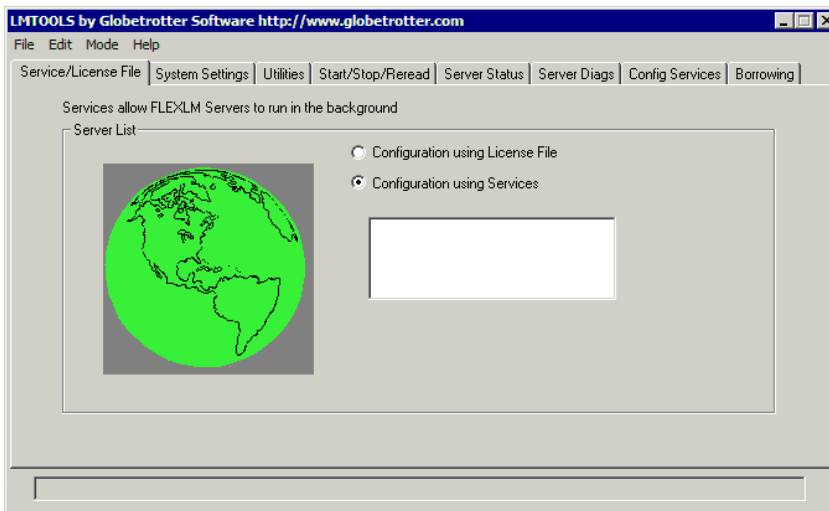 LMTOOLS by Globetrotter Software http://www.globetrotter.com
File Edit Mode Help
Service/License File System Settings Utilities Start/Stop/Reread Server Status Server Diags Config Services Borrowing
Services allow FLEXLM Servers to run in the background
Server List
Configuration using License File
Configuration using Services